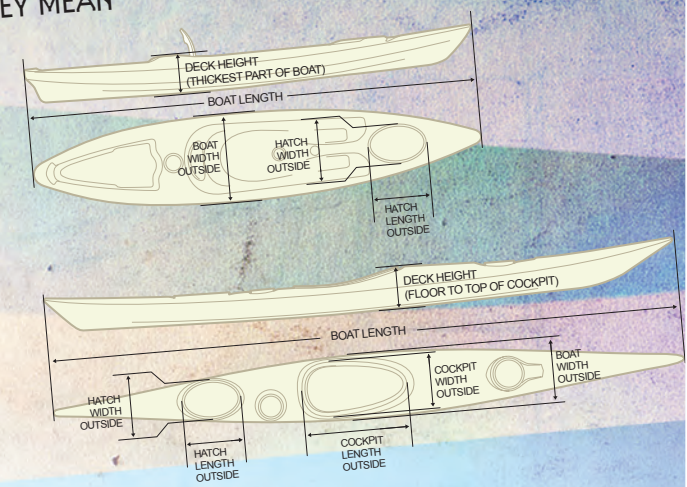 EY MEAN
DECK HEIGHT
(THICKEST PART OF BOAT)
BOAT LENGTH
BOAT
WIDTH
OUTSIDE
HATCH
WIDTH
OUTSIDE
HATCH
LENGTH
OUTSIDE
DECK HEIGHT
(FLOOR TO TOP OF COCKPIT)
BOAT LENGTH
HATCH
WIDTH
OUTSIDE
HATCH
LENGTH
OUTSIDE
COCKPIT
LENGTH
OUTSIDE
COCKPIT
WIDTH
OUTSIDE
BOAT
WIDTH
OUTSIDE